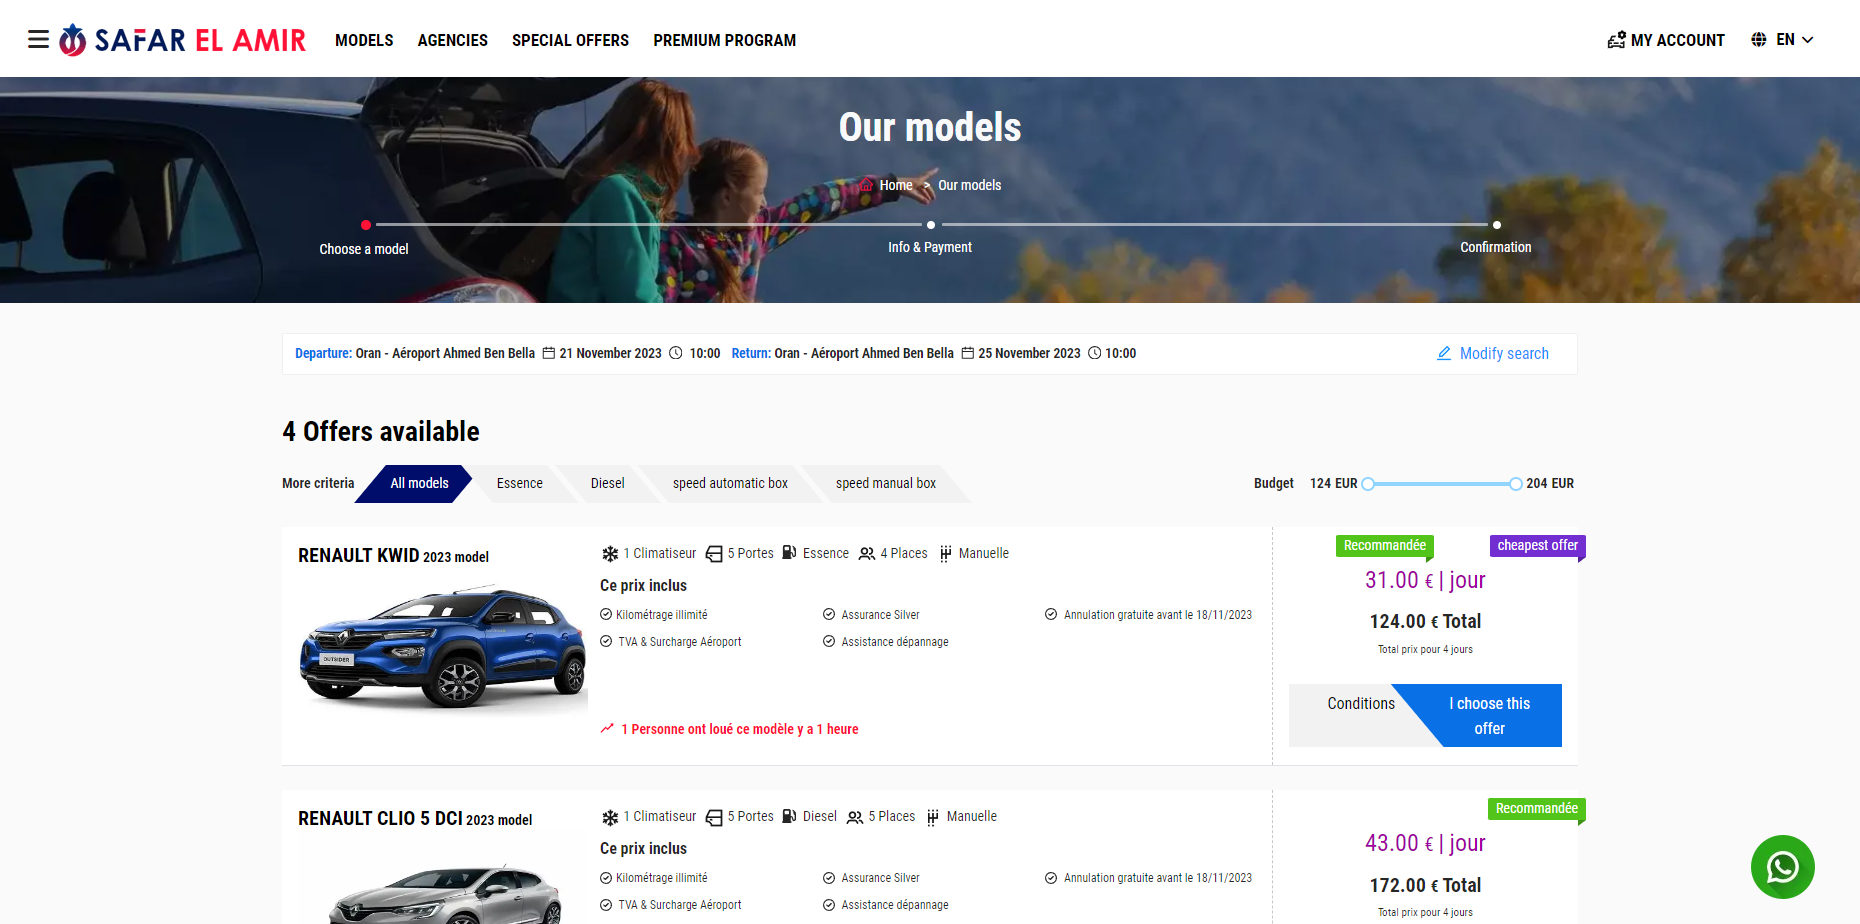 SAFAR EL AMIR MODELS AGENCIES SPECIAL OFFERS PREMIUM PROGRAM MY ACCOUNT EN
Our models
Home > Our models
Choose a model Info & Payment Confirmation
Departure: Oran - Aéroport Ahmed Ben Bella 21 November 2023 10:00 Return: Oran - Aéroport Ahmed Ben Bella 25 November 2023 10:00 Modify search
4 Offers available
More criteria All models Essence Diesel speed automatic box speed manual box Budget 124 EUR 204 EUR
RENAULT KWID 2023 model
OUTSIDER
1 Climatiseur 5 Portes Essence 4 Places Manuelle
Ce prix inclus
Kilométrage illimité Assurance Silver Annulation gratuite avant le 18/11/2023
TVA & Surcharge Aéroport Assistance dépannage
1 Personne ont loué ce modèle y a 1 heure
Recommandée cheapest offer
31.00 € | jour
124.00 € Total
Total prix pour 4 jours
Conditions
I choose this
offer
RENAULT CLIO 5 DCI 2023 model
1 Climatiseur 5 Portes Diesel 5 Places Manuelle
Ce prix inclus
Kilométrage illimité Assurance Silver Annulation gratuite avant le 18/11/2023
TVA & Surcharge Aéroport Assistance dépannage
Recommandée
43.00 € | jour
172.00 € Total
Total prix pour 4 jours